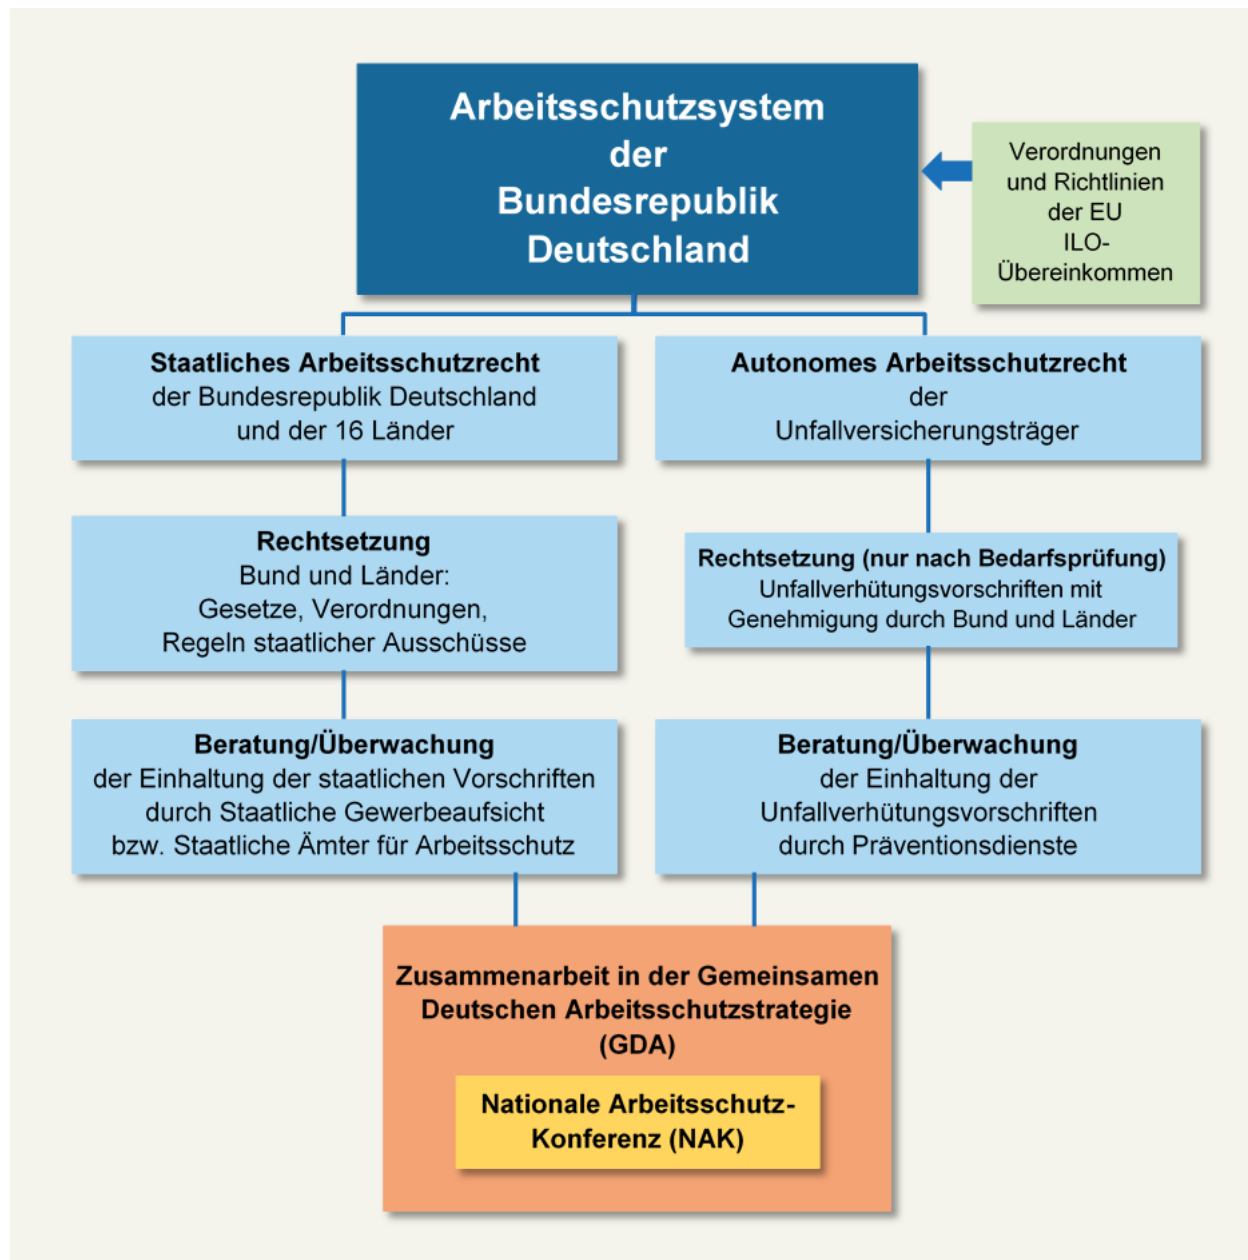 Arbeitsschutzsystem
der
Bundesrepublik
Deutschland
Verordnungen
und Richtlinien
der EU
ILO-
Übereinkommen
Staatliches Arbeitsschutzrecht
der Bundesrepublik Deutschland
und der 16 Länder
Autonomes Arbeitsschutzrecht
der
Unfallversicherungsträger
Rechtsetzung
Bund und Länder:
Gesetze, Verordnungen,
Regeln staatlicher Ausschüsse
Rechtsetzung (nur nach Bedarfsprüfung)
Unfallverhütungsvorschriften mit
Genehmigung durch Bund und Länder
Beratung/Überwachung
der Einhaltung der staatlichen Vorschriften
durch Staatliche Gewerbeaufsicht
bzw. Staatliche Ämter für Arbeitsschutz
Beratung/Überwachung
der Einhaltung der
Unfallverhütungsvorschriften
durch Präventionsdienste
Zusammenarbeit in der Gemeinsamen
Deutschen Arbeitsschutzstrategie
(GDA)
Nationale Arbeitsschutz-
Konferenz (NAK)